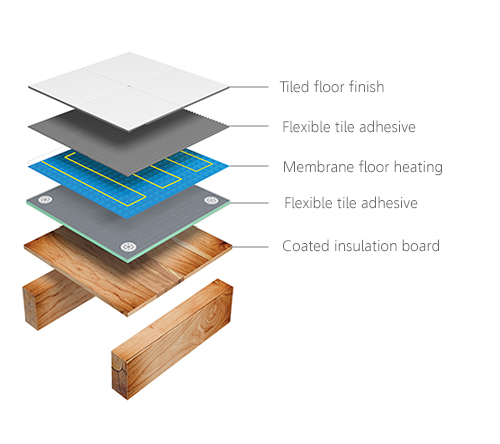 Tiled floor finish
Flexible tile adhesive
Membrane floor heating
Flexible tile adhesive
Coated insulation board